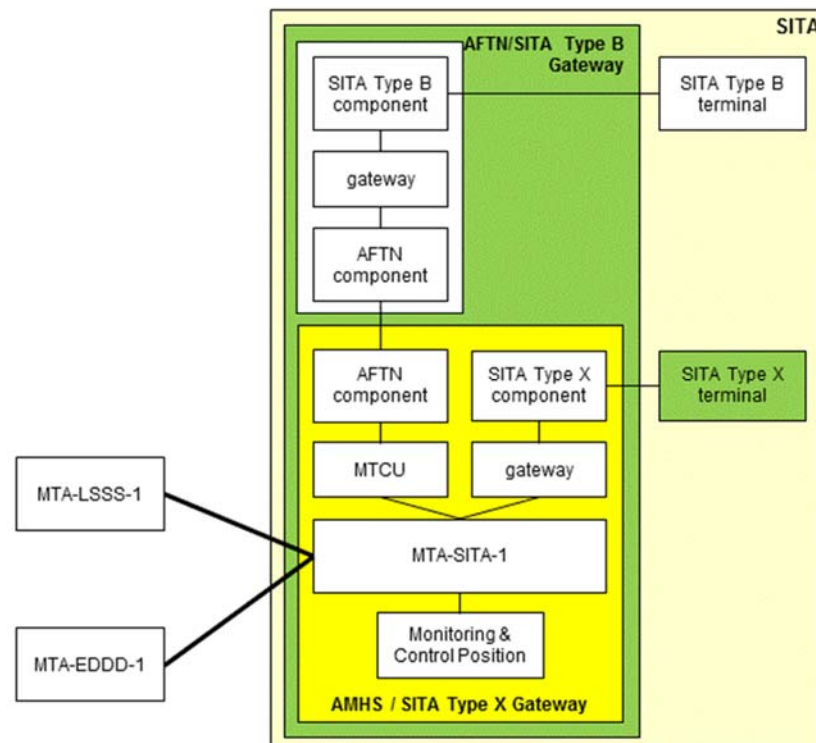 SITA
AFTN/SITA Type B
Gateway
SITA Type B
component
SITA Type B
terminal
gateway
AFTN
component
AFTN
component
SITA Type X
component
SITA Type X
terminal
MTCU
gateway
MTA-LSSS-1
MTA-SITA-1
MTA-EDDD-1
Monitoring &
Control Position
AMHS / SITA Type X Gateway